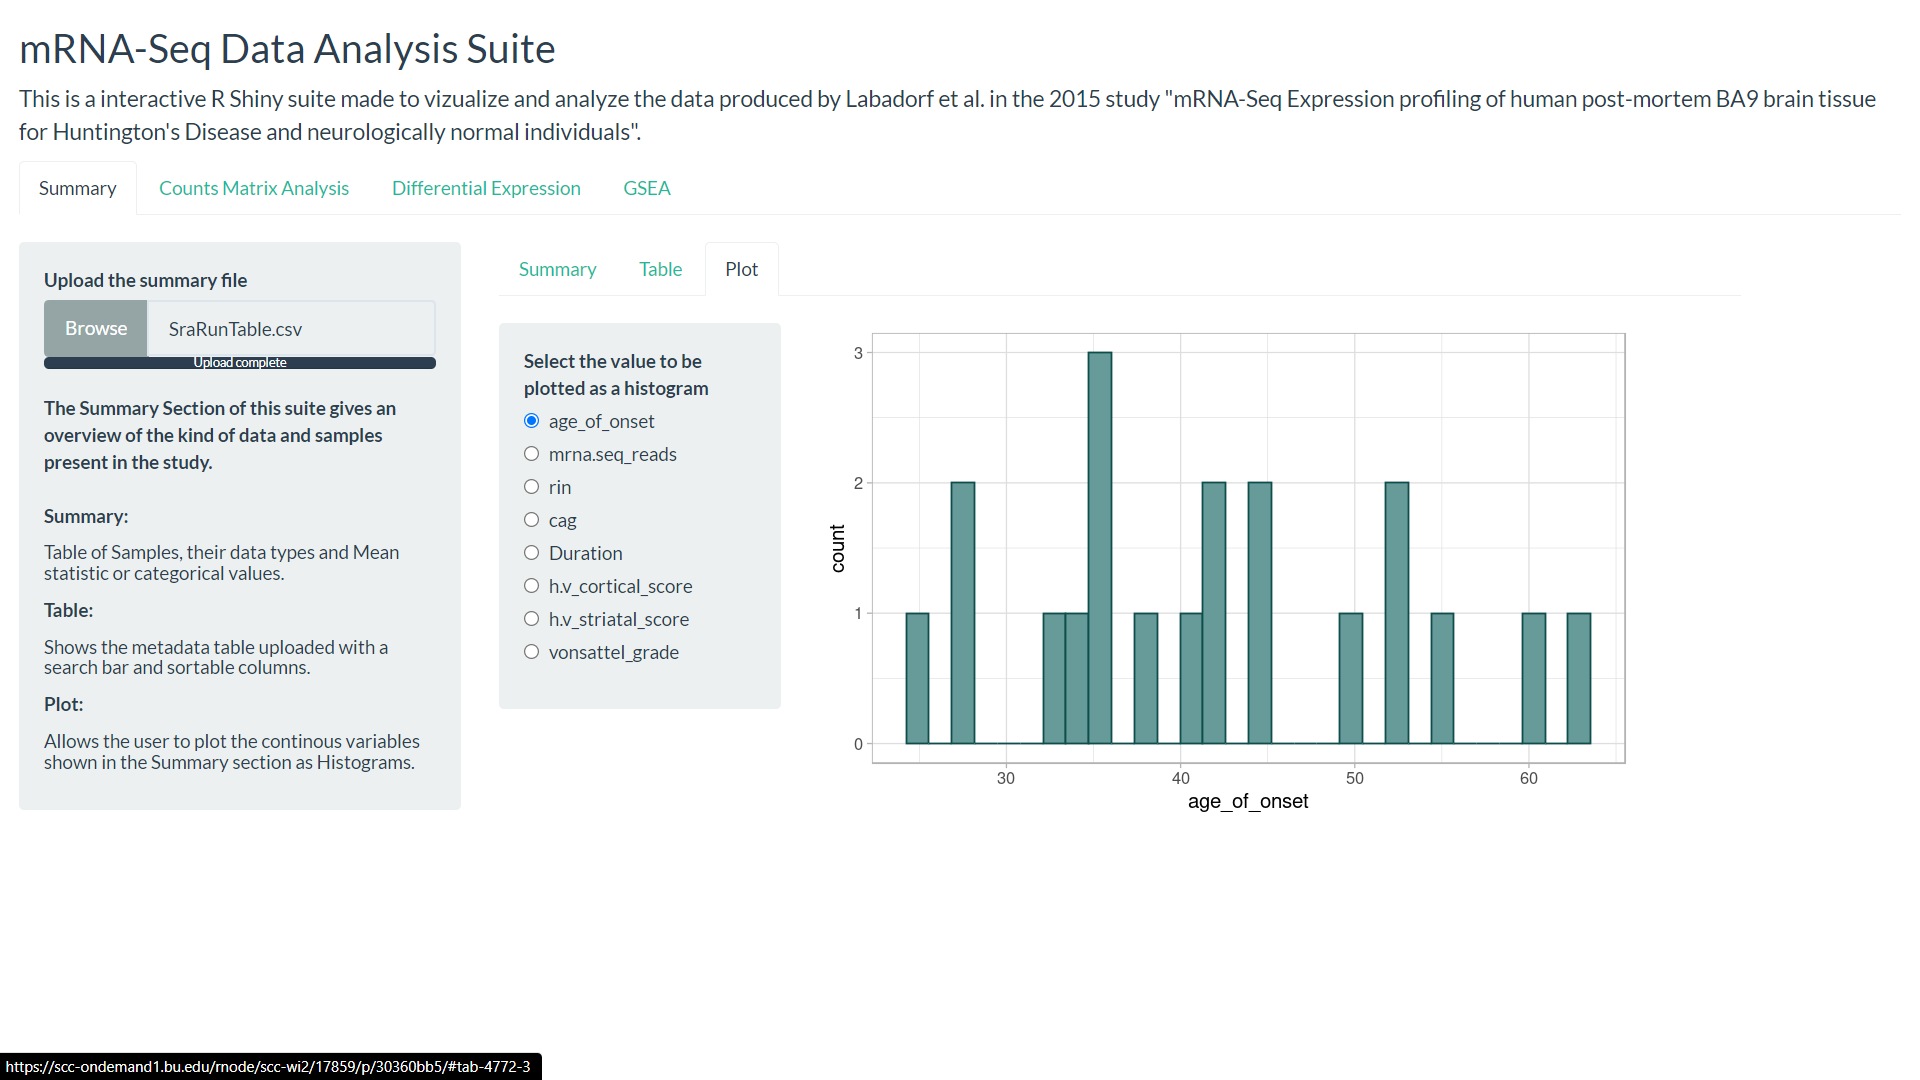 mRNA-Seq Data Analysis Suite
This is a interactive R Shiny suite made to vizualize and analyze the data produced by Labadorf et al. in the 2015 study "mRNA-Seq Expression profiling of human post-mortem BA9 brain tissue
for Huntington's Disease and neurologically normal individuals".
Summary
Counts Matrix Analysis
Differential Expression
GSEA
Upload the summary file
Browse
SraRunTable.csv
Upload complete
The Summary Section of this suite gives an
overview of the kind of data and samples
present in the study.
Summary:
Table of Samples, their data types and Mean
statistic or categorical values.
Table:
Shows the metadata table uploaded with a
search bar and sortable columns.
Plot:
Allows the user to plot the continous variables
shown in the Summary section as Histograms.
Summary
Table
Plot
Select the value to be
plotted as a histogram
age_of_onset
mrna.seq_reads
rin
cag
Duration
h.v_cortical_score
h.v_striatal_score
vonsattel_grade
3
2
1
0
count
30
40
50
60
age_of_onset
https://scc-ondemand1.bu.edu/rnode/scc-wi2/17859/p/30360bb5/#tab-4772-3